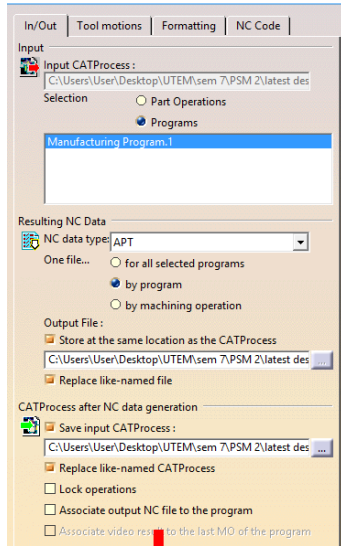 In/Out Tool motions Formatting NC Code
Input
Input CATProcess :
C:\Users\User\Desktop\UTEM\sem 7\PSM 2\latest des
Selection Part Operations
Programs
Manufacturing Program.1
Resulting NC Data
NC data type: APT
One file... for all selected programs
by program
by machining operation
Output File :
Store at the same location as the CATProcess
C:\Users\User\Desktop\UTEM\sem 7\PSM 2\latest des ...
Replace like-named file
CATProcess after NC data generation
Save input CATProcess :
C:\Users\User\Desktop\UTEM\sem 7\PSM 2\latest des ...
Replace like-named CATProcess
Lock operations
Associate output NC file to the program
Associate video result to the last MO of the program